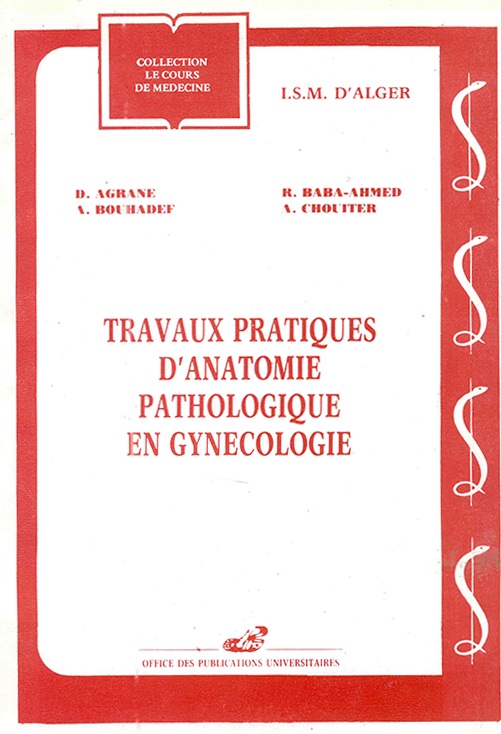 COLLECTION
LE COURS
DE MEDECINE
I.S.M. D'ALGER
D. AGRANE
A. BOUHADEF
R. BABA-AHMED
A. CHOUITER
TRAVAUX PRATIQUES
D'ANATOMIE
PATHOLOGIQUE
EN GYNECOLOGIE
OFFICE DES PUBLICATIONS UNIVERSITAIRES